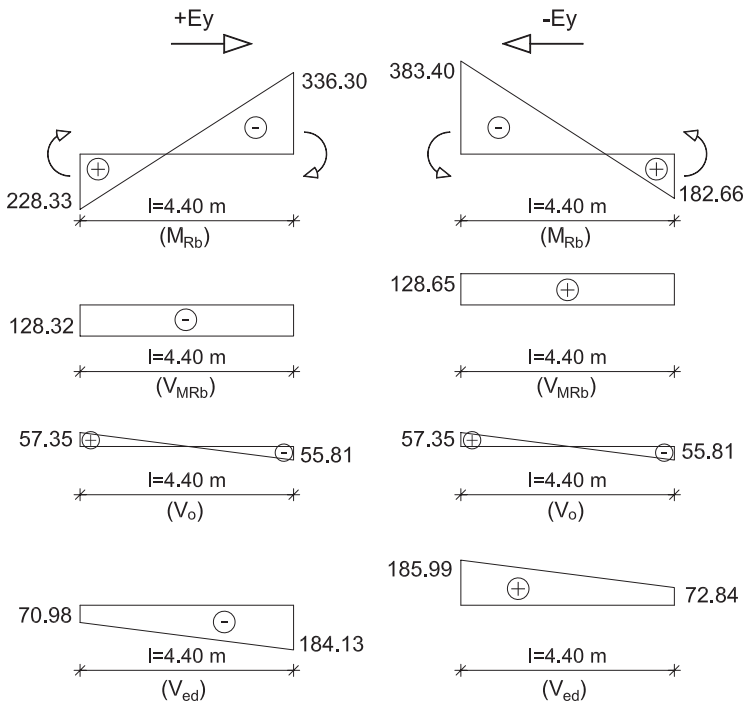 +Ey
-Ey
336.30
383.40
-
-
+
+
228.33
182.66
l=4.40 m
l=4.40 m
(MRb)
(MRb)
128.32
-
128.65
+
l=4.40 m
l=4.40 m
(VMRb)
(VMRb)
57.35
+
-
55.81
57.35
+
-
55.81
l=4.40 m
l=4.40 m
(Vo)
(Vo)
70.98
-
184.13
185.99
+
72.84
l=4.40 m
l=4.40 m
(Ved)
(Ved)